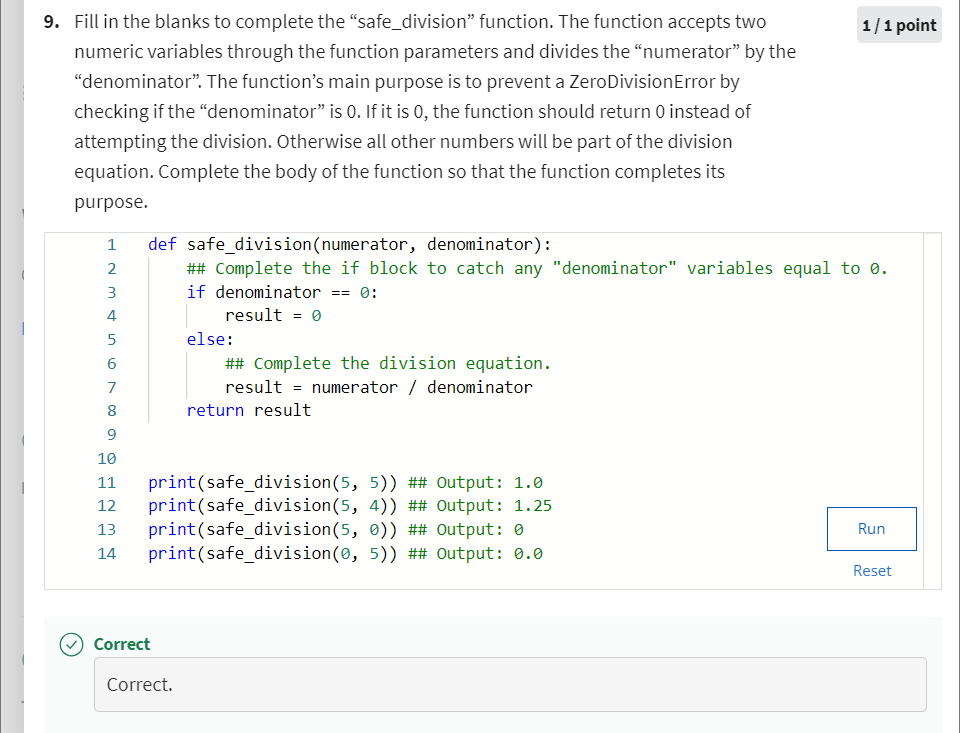 9. Fill in the blanks to complete the “safe_division” function. The function accepts two
1 / 1 point
numeric variables through the function parameters and divides the “numerator” by the
“denominator”. The function’s main purpose is to prevent a ZeroDivisionError by
checking if the “denominator” is 0. If it is 0, the function should return 0 instead of
attempting the division. Otherwise all other numbers will be part of the division
equation. Complete the body of the function so that the function completes its
purpose.
1 def safe_division(numerator, denominator):
2 ## Complete the if block to catch any "denominator" variables equal to 0.
3 if denominator == 0:
4 result = 0
5 else:
6 ## Complete the division equation.
7 result = numerator / denominator
8 return result
9
10
11 print(safe_division(5, 5)) ## Output: 1.0
12 print(safe_division(5, 4)) ## Output: 1.25
13 print(safe_division(5, 0)) ## Output: 0
14 print(safe_division(0, 5)) ## Output: 0.0
Run
Reset
Correct
Correct.